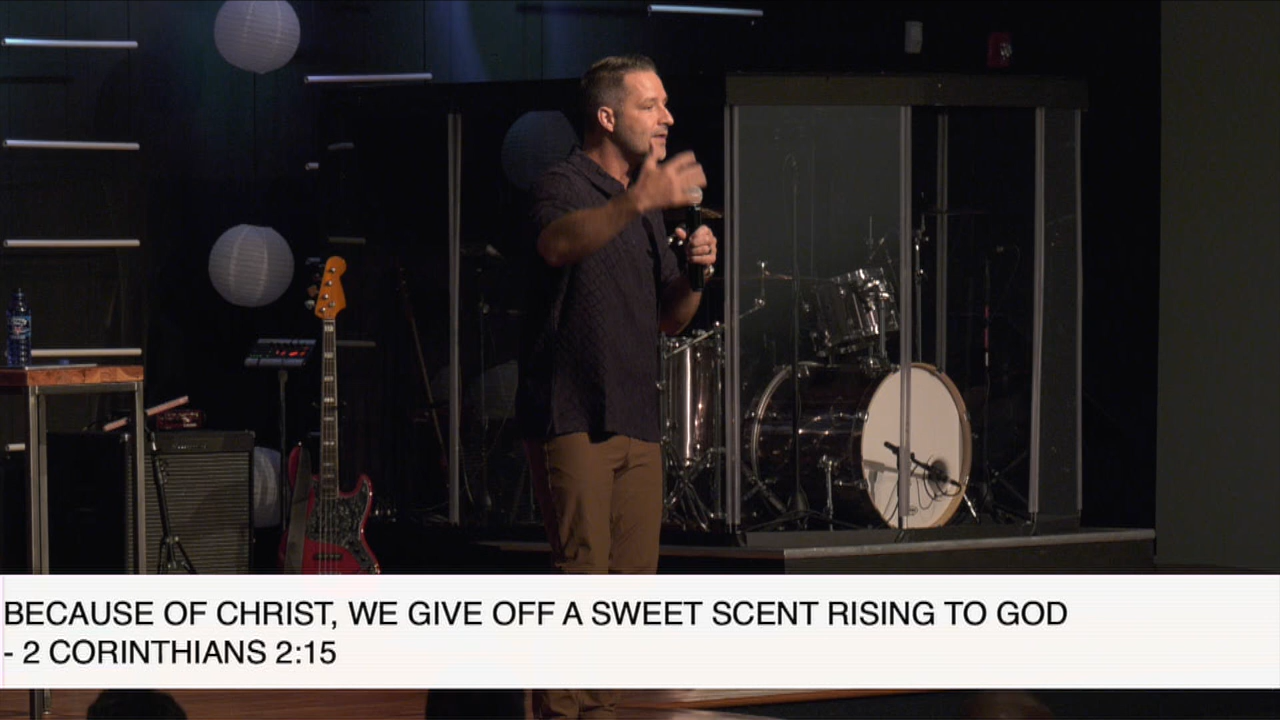 BECAUSE OF CHRIST, WE GIVE OFF A SWEET SCENT RISING TO GOD
- 2 CORINTHIANS 2:15